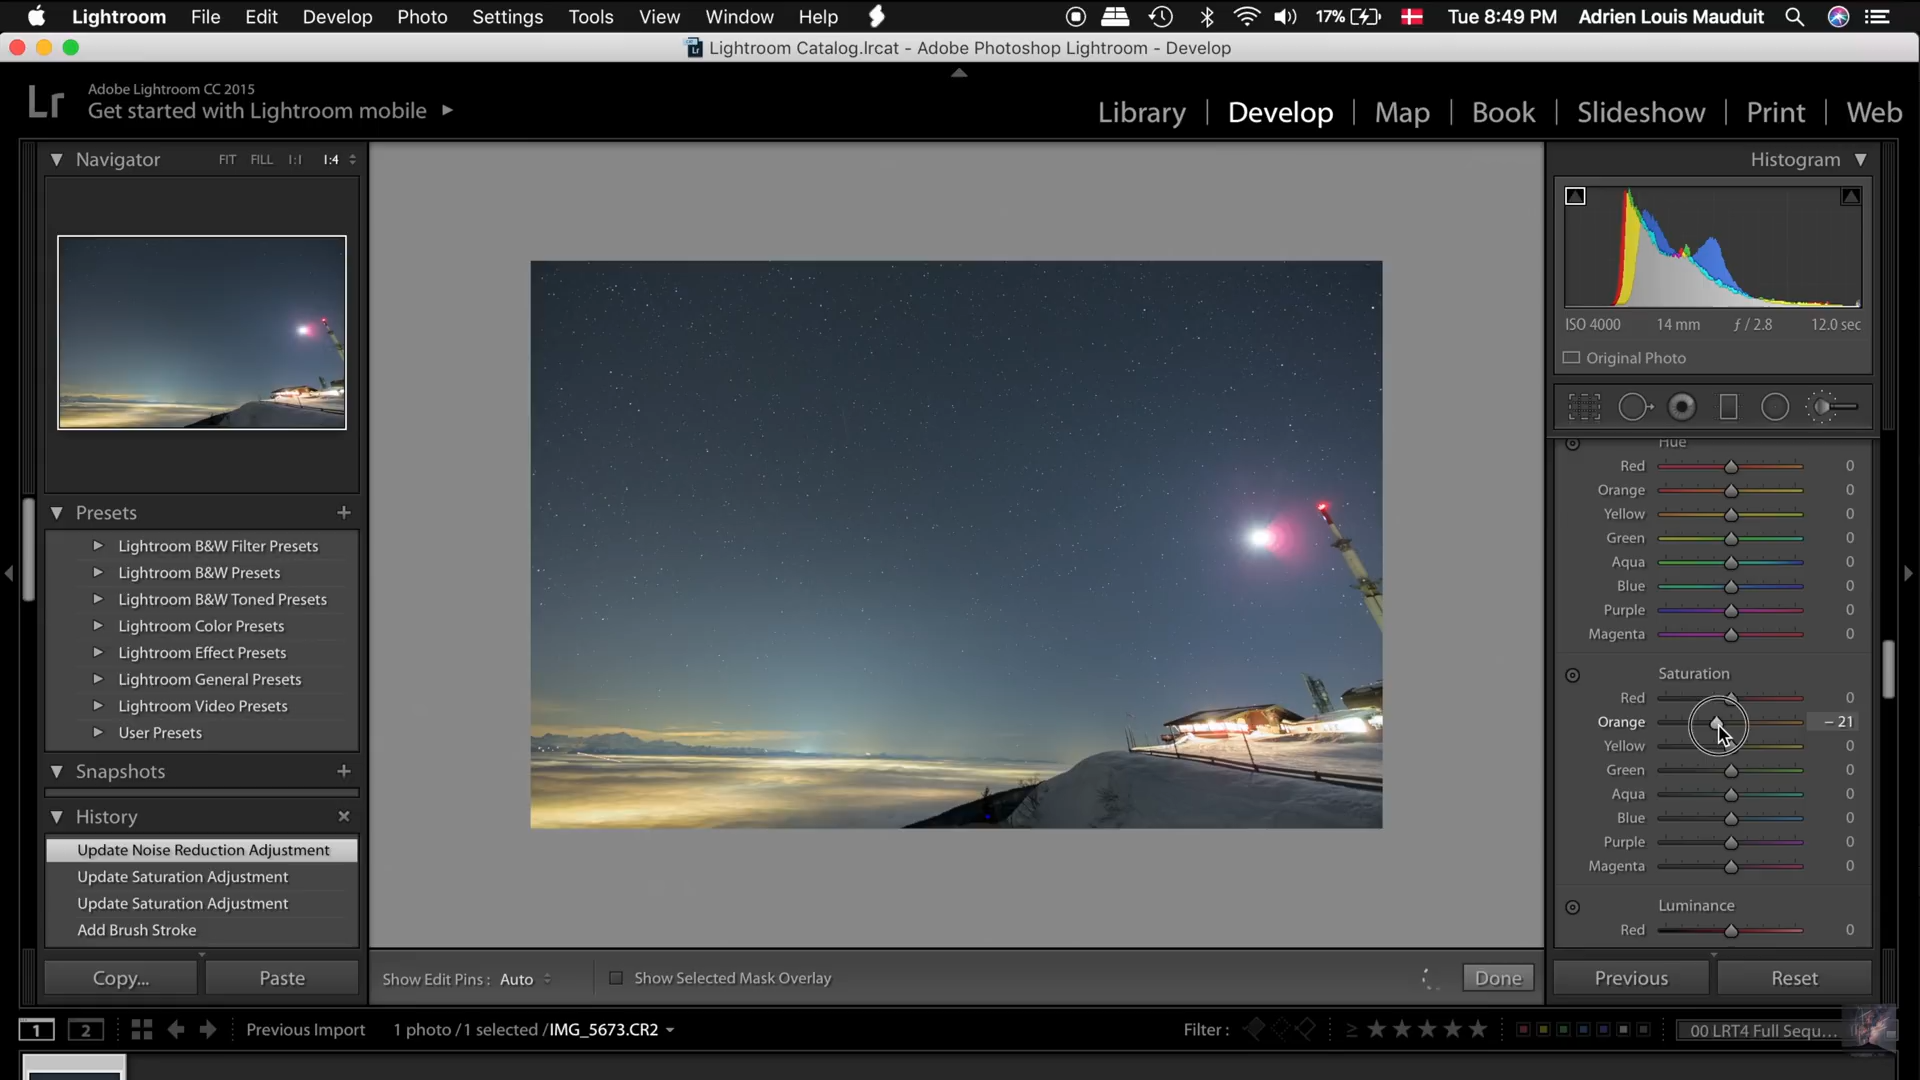 Lightroom File Edit Develop Photo Settings Tools View Window Help 17% Tue 8:49 PM Adrien Louis Mauduit
Lightroom Catalog.lrcat - Adobe Photoshop Lightroom - Develop
Lr
Adobe Lightroom CC 2015
Get started with Lightroom mobile
Library | Develop | Map | Book | Slideshow | Print | Web
Navigator FIT FILL 1:1 1:4
Presets
Lightroom B&W Filter Presets
Lightroom B&W Presets
Lightroom B&W Toned Presets
Lightroom Color Presets
Lightroom Effect Presets
Lightroom General Presets
Lightroom Video Presets
User Presets
Snapshots
History
Update Noise Reduction Adjustment
Update Saturation Adjustment
Update Saturation Adjustment
Add Brush Stroke
Copy... Paste
Show Edit Pins : Auto Show Selected Mask Overlay Done
Histogram
ISO 4000 14 mm ƒ / 2.8 12.0 sec
Original Photo
Hue
Red 0
Orange 0
Yellow 0
Green 0
Aqua 0
Blue 0
Purple 0
Magenta 0
Saturation
Red 0
Orange – 21
Yellow 0
Green 0
Aqua 0
Blue 0
Purple 0
Magenta 0
Luminance
Red 0
Previous Reset
1 2 Previous Import 1 photo / 1 selected / IMG_5673.CR2 Filter : ≥ 00 LRT4 Full Sequ...